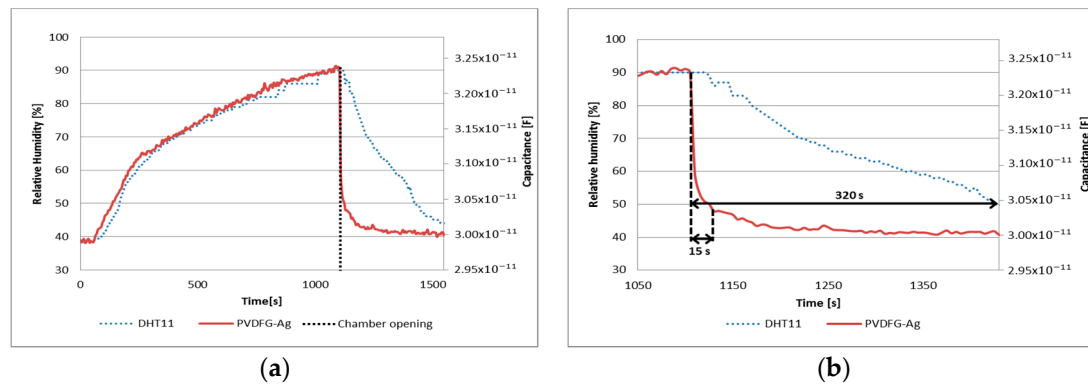 Relative Humidity [%]
100
90
80
70
60
50
40
30
3.25x10⁻¹¹
3.20x10⁻¹¹
3.15x10⁻¹¹
3.10x10⁻¹¹
3.05x10⁻¹¹
3.00x10⁻¹¹
2.95x10⁻¹¹
Capacitance [F]
0 500 1000 1500
Time[s]
DHT11 PVDFG-Ag Chamber opening
(a)
Relative humidity [%]
100
90
80
70
60
50
40
30
320 s
15 s
3.25x10⁻¹¹
3.20x10⁻¹¹
3.15x10⁻¹¹
3.10x10⁻¹¹
3.05x10⁻¹¹
3.00x10⁻¹¹
2.95x10⁻¹¹
Capacitance [F]
1050 1150 1250 1350
Time [s]
DHT11 PVDFG-Ag
(b)